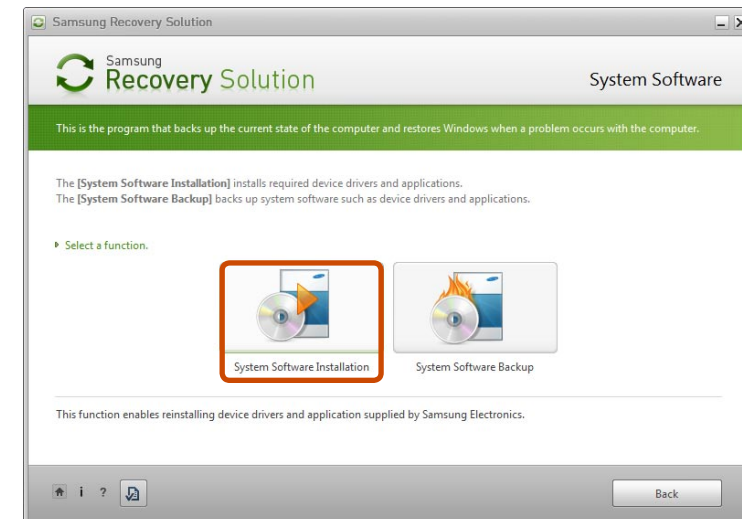 Samsung Recovery Solution
Samsung
Recovery Solution
System Software
This is the program that backs up the current state of the computer and restores Windows when a problem occurs with the computer.
The [System Software Installation] installs required device drivers and applications.
The [System Software Backup] backs up system software such as device drivers and applications.
Select a function.
System Software Installation
System Software Backup
This function enables reinstalling device drivers and application supplied by Samsung Electronics.
i ?
Back